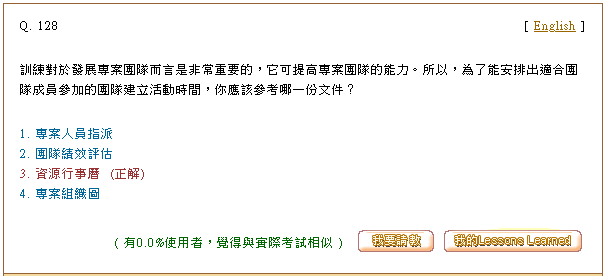 Q. 128 [ English ]
訓練對於發展專案團隊而言是非常重要的，它可提高專案團隊的能力。所以，為了能安排出適合團
隊成員參加的團隊建立活動時間，你應該參考哪一份文件？
1. 專案人員指派
2. 團隊績效評估
3. 資源行事曆 (正解)
4. 專案組織圖
( 有0.0%使用者，覺得與實際考試相似 ) 我要請教 我的Lessons Learned